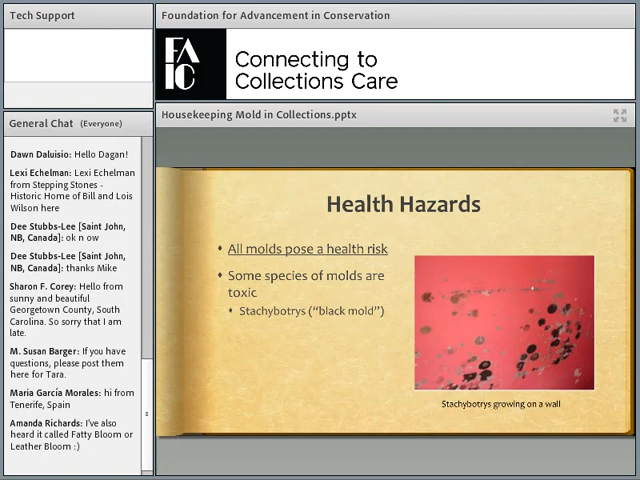 Tech Support
Foundation for Advancement in Conservation
FA
IC
Connecting to
Collections Care
General Chat (Everyone)
Dawn Daluisio: Hello Dagan!
Lexi Echelman: Lexi Echelman
from Stepping Stones -
Historic Home of Bill and Lois
Wilson here
Dee Stubbs-Lee [Saint John,
NB, Canada]: ok n ow
Dee Stubbs-Lee [Saint John,
NB, Canada]: thanks Mike
Sharon F. Corey: Hello from
sunny and beautiful
Georgetown County, South
Carolina. So sorry that I am
late.
M. Susan Barger: If you have
questions, please post them
here for Tara.
Maria García Morales: hi from
Tenerife, Spain
Amanda Richards: I've also
heard it called Fatty Bloom or
Leather Bloom :)
Housekeeping Mold in Collections.pptx
Health Hazards
All molds pose a health risk
Some species of molds are
toxic
Stachybotrys (“black mold”)
Stachybotrys growing on a wall